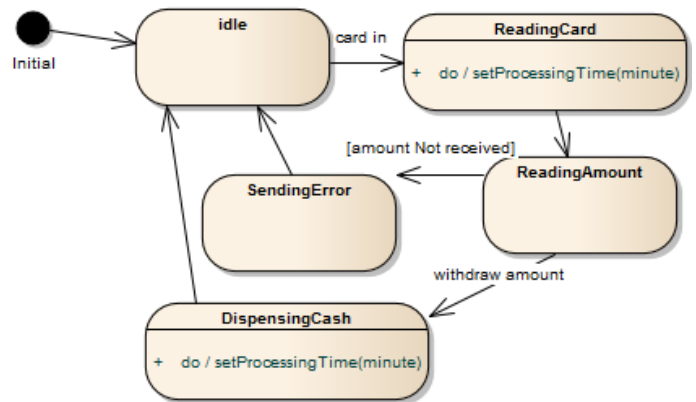 idle
Initial
card in
ReadingCard
+ do / setProcessingTime(minute)
[amount Not received]
SendingError
ReadingAmount
withdraw amount
DispensingCash
+ do / setProcessingTime(minute)